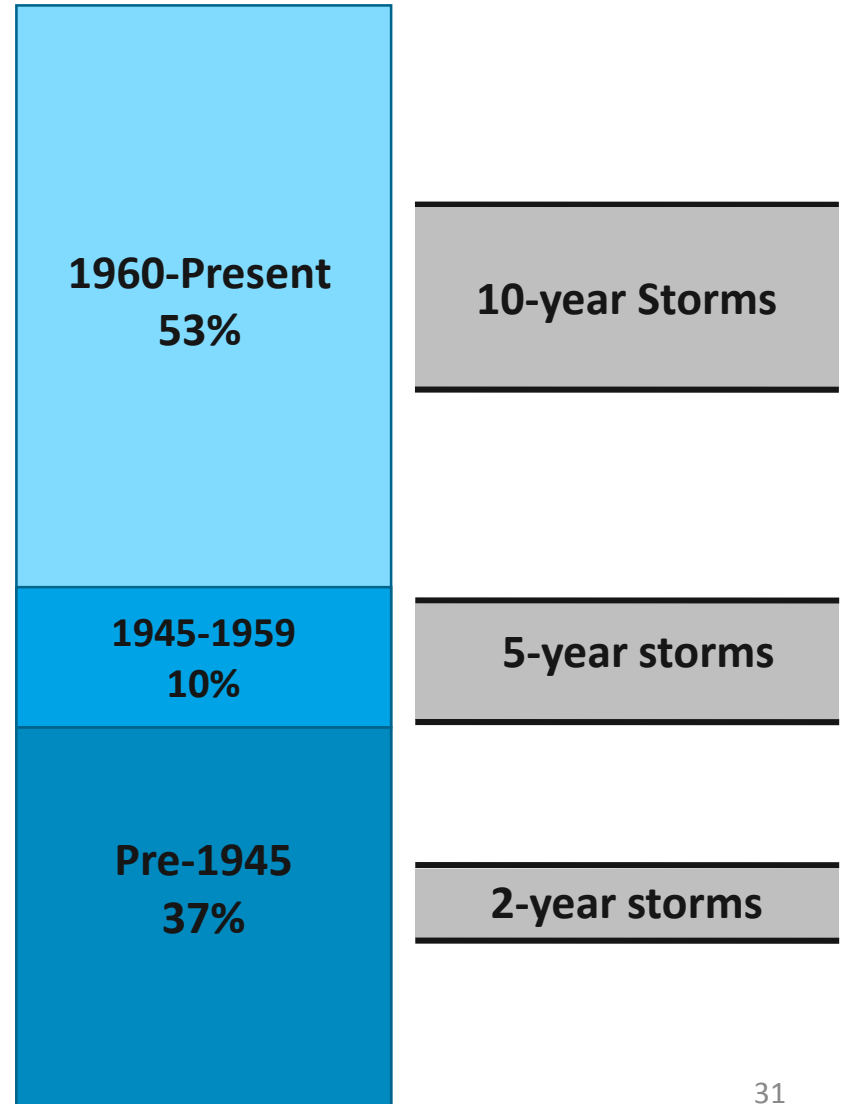 1960-Present
53%
10-year Storms
1945-1959
10%
5-year storms
Pre-1945
37%
2-year storms
31